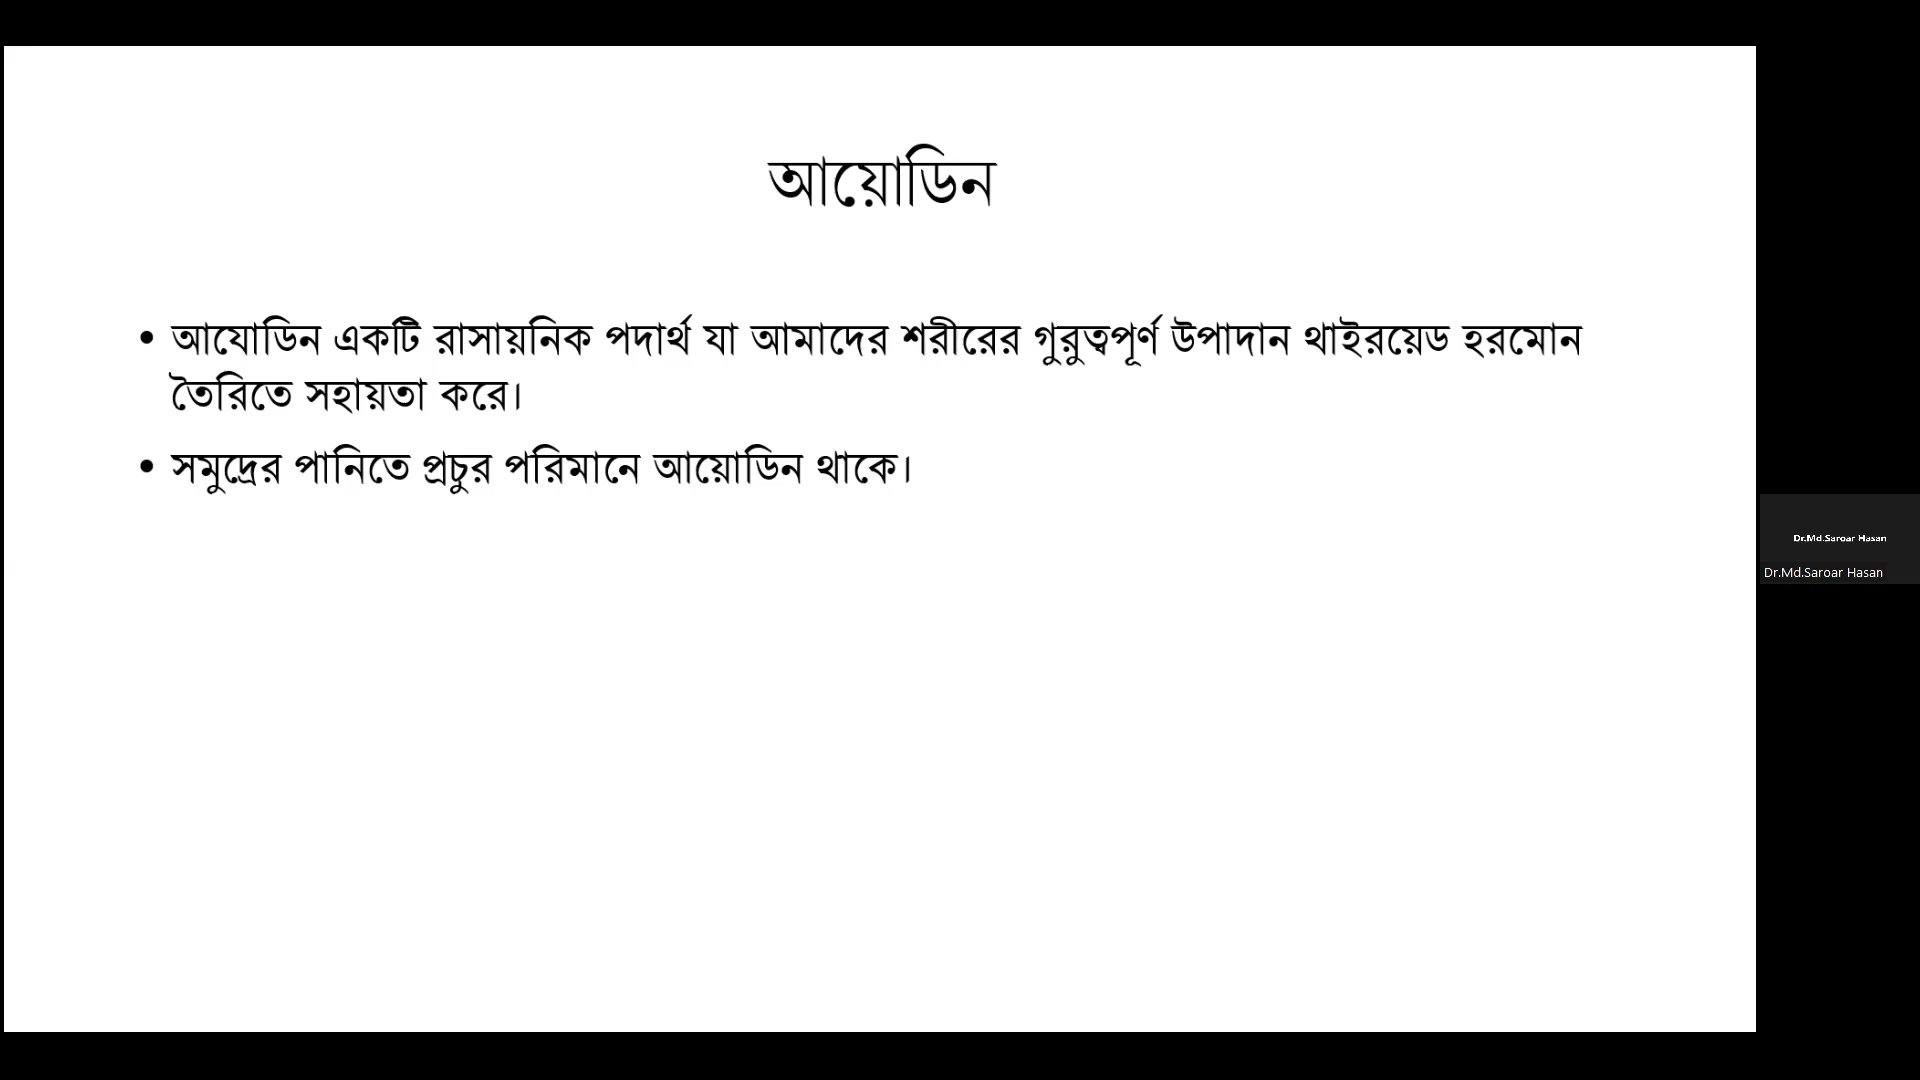 আয়োডিন
• আযোডিন একটি রাসায়নিক পদার্থ যা আমাদের শরীরের গুরুত্বপূর্ণ উপাদান থাইরয়েড হরমোন
তৈরিতে সহায়তা করে।
• সমুদ্রের পানিতে প্রচুর পরিমানে আয়োডিন থাকে।
Dr.Md.Saroar Hasan
Dr.Md.Saroar Hasan